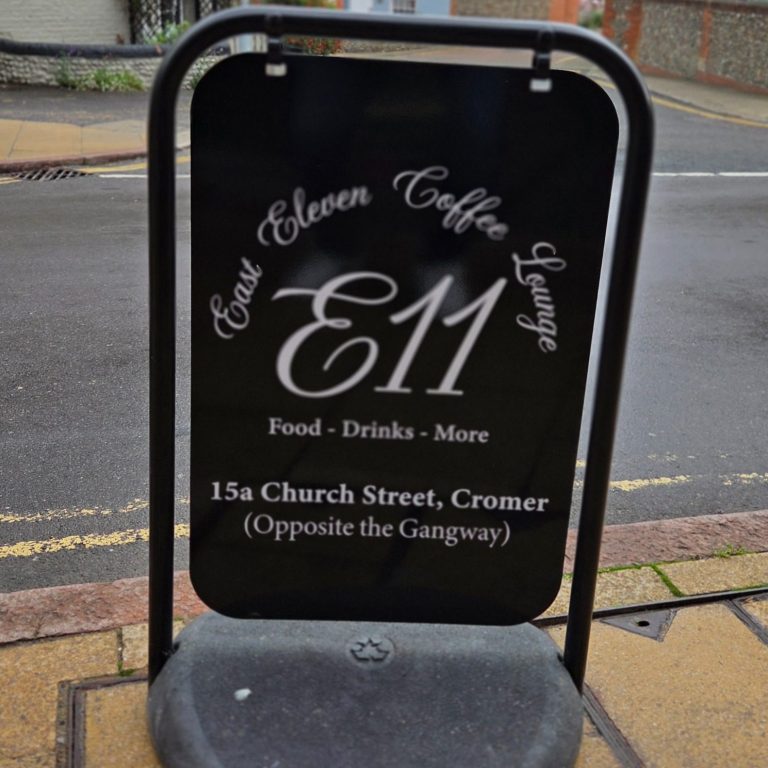 East Eleven Coffee Lounge
E11
Food - Drinks - More
15a Church Street, Cromer
(Opposite the Gangway)